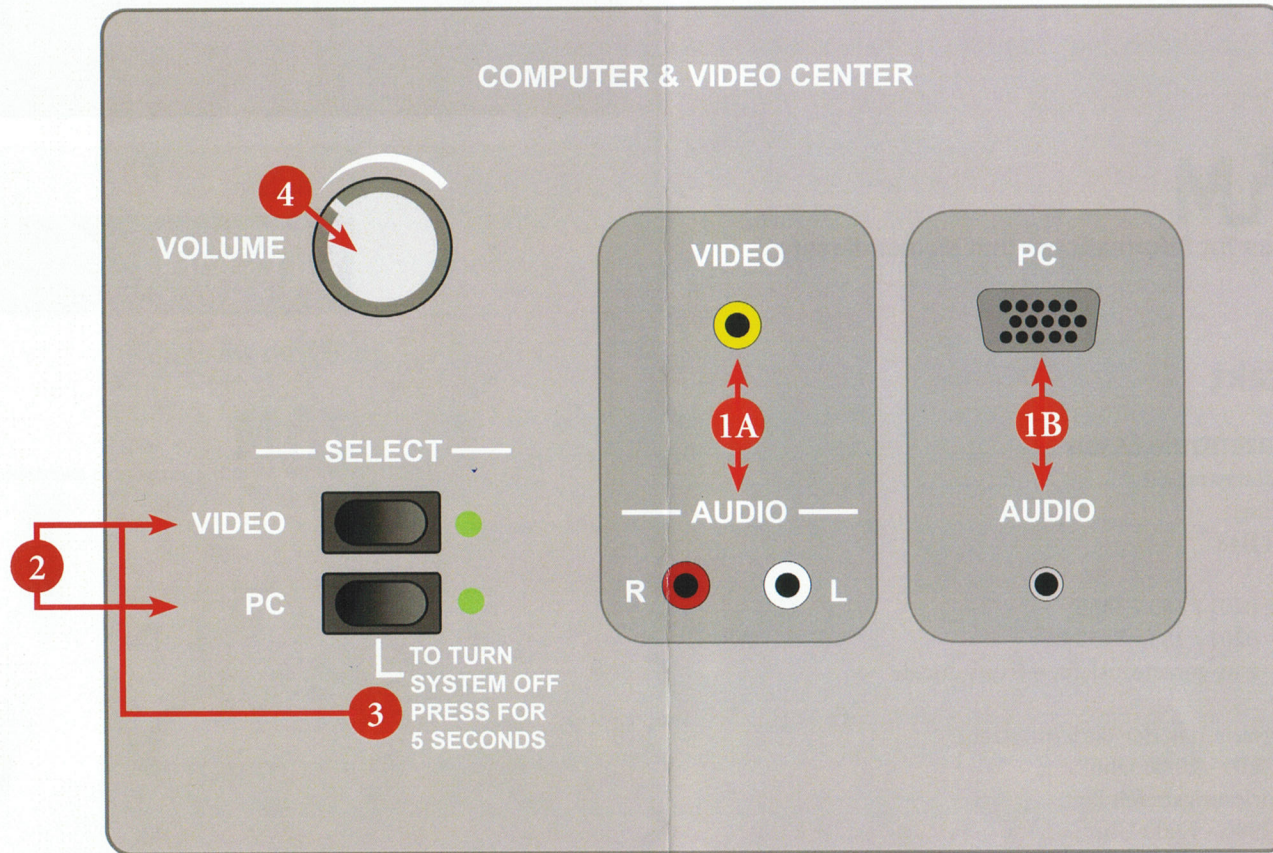 COMPUTER & VIDEO CENTER
4
VOLUME
VIDEO
PC
1A
1B
SELECT
VIDEO
AUDIO
AUDIO
2
PC
R
L
TO TURN
SYSTEM OFF
PRESS FOR
5 SECONDS
3